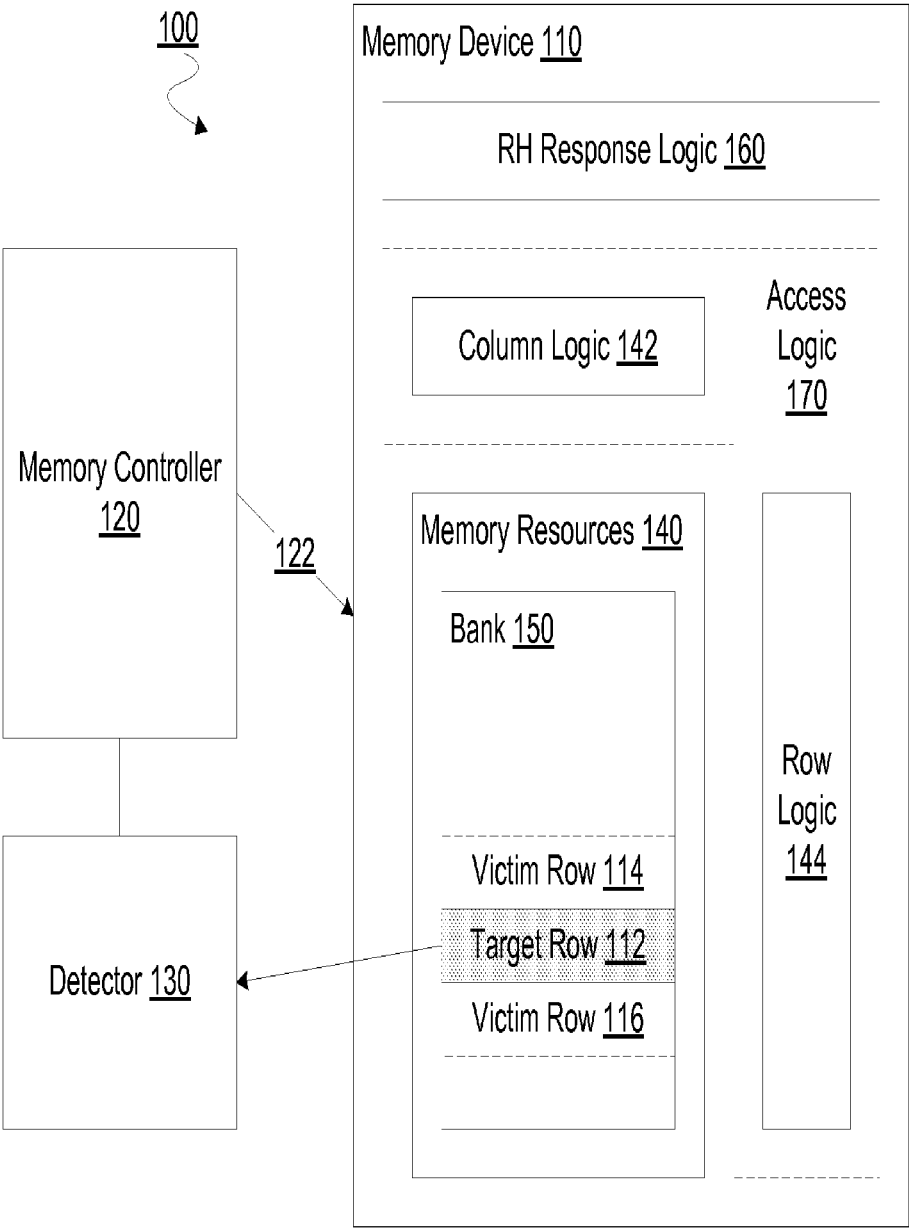 100
Memory Device 110
RH Response Logic 160
Column Logic 142
Access
Logic
170
Memory Controller
120
122
Memory Resources 140
Bank 150
Row
Logic
144
Victim Row 114
Target Row 112
Victim Row 116
Detector 130